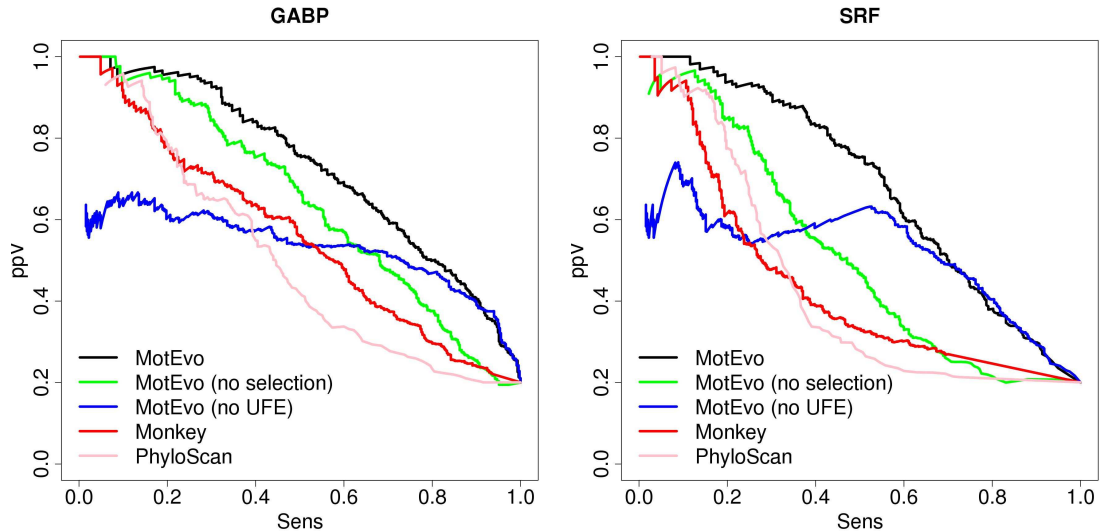 GABP
ppv
1.0
0.8
0.6
0.4
0.2
0.0
MotEvo
MotEvo (no selection)
MotEvo (no UFE)
Monkey
PhyloScan
0.0 0.2 0.4 0.6 0.8 1.0
Sens
SRF
ppv
1.0
0.8
0.6
0.4
0.2
0.0
MotEvo
MotEvo (no selection)
MotEvo (no UFE)
Monkey
PhyloScan
0.0 0.2 0.4 0.6 0.8 1.0
Sens